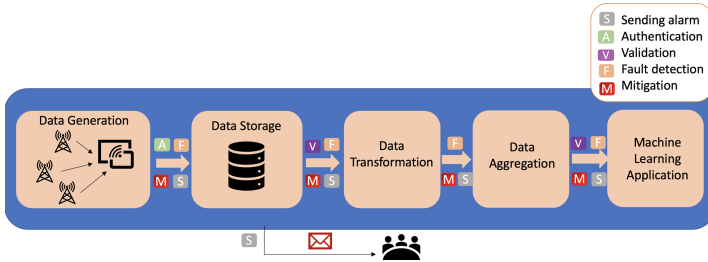 S Sending alarm
A Authentication
V Validation
F Fault detection
M Mitigation
Data Generation
A F
M S
Data Storage
V F
M S
Data
Transformation
F
M S
Data
Aggregation
V F
M S
Machine
Learning
Application
S